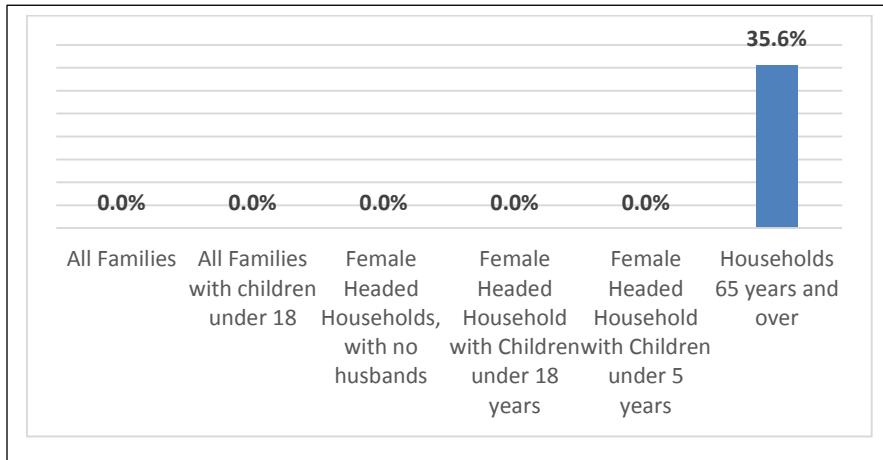 35.6%
0.0% 0.0% 0.0% 0.0% 0.0%
All Families
All Families
with children
under 18
Female
Headed
Households,
with no
husbands
Female
Headed
Household
with Children
under 18
years
Female
Headed
Household
with Children
under 5
years
Households
65 years and
over